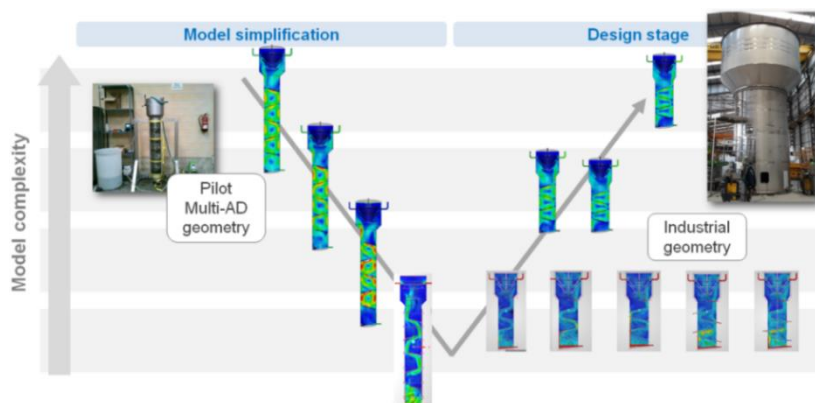 Model simplification
Design stage
Model complexity
Pilot
Multi-AD
geometry
Industrial
geometry